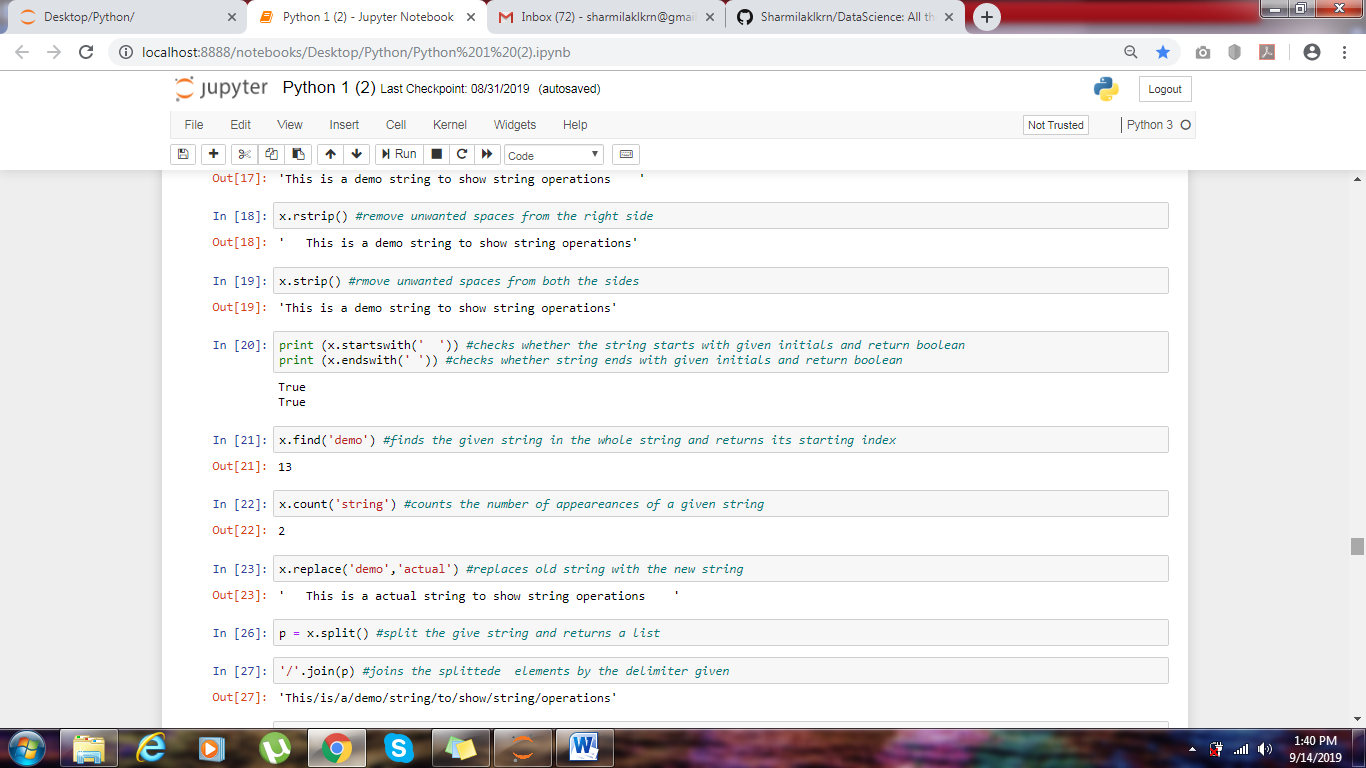 Desktop/Python/
Python 1 (2) - Jupyter Notebook
Inbox (72) - sharmilaklkrn@gmai
Sharmilaklkrn/DataScience: All th
localhost:8888/notebooks/Desktop/Python/Python%201%20(2).ipynb
jupyter Python 1 (2) Last Checkpoint: 08/31/2019 (autosaved)
Logout
File Edit View Insert Cell Kernel Widgets Help
Not Trusted
Python 3
Run
Code
Out[17]: 'This is a demo string to show string operations    '
In [18]: x.rstrip() #remove unwanted spaces from the right side
Out[18]: '   This is a demo string to show string operations'
In [19]: x.strip() #rmove unwanted spaces from both the sides
Out[19]: 'This is a demo string to show string operations'
In [20]: print (x.startswith('  ')) #checks whether the string starts with given initials and return boolean
print (x.endswith(' ')) #checks whether string ends with given initials and return boolean
True
True
In [21]: x.find('demo') #finds the given string in the whole string and returns its starting index
Out[21]: 13
In [22]: x.count('string') #counts the number of appeareances of a given string
Out[22]: 2
In [23]: x.replace('demo','actual') #replaces old string with the new string
Out[23]: '   This is a actual string to show string operations    '
In [26]: p = x.split() #split the give string and returns a list
In [27]: '/'.join(p) #joins the splittede  elements by the delimiter given
Out[27]: 'This/is/a/demo/string/to/show/string/operations'
1:40 PM
9/14/2019